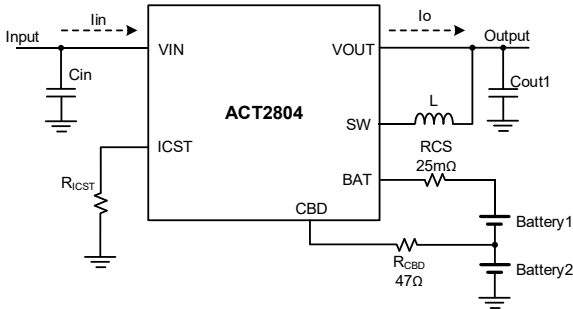 Input
Iin
Io
Output
VIN
VOUT
Cin
Cout1
ACT2804
L
SW
ICST
RCS
25mΩ
RICST
BAT
CBD
Battery1
RCBD
47Ω
Battery2